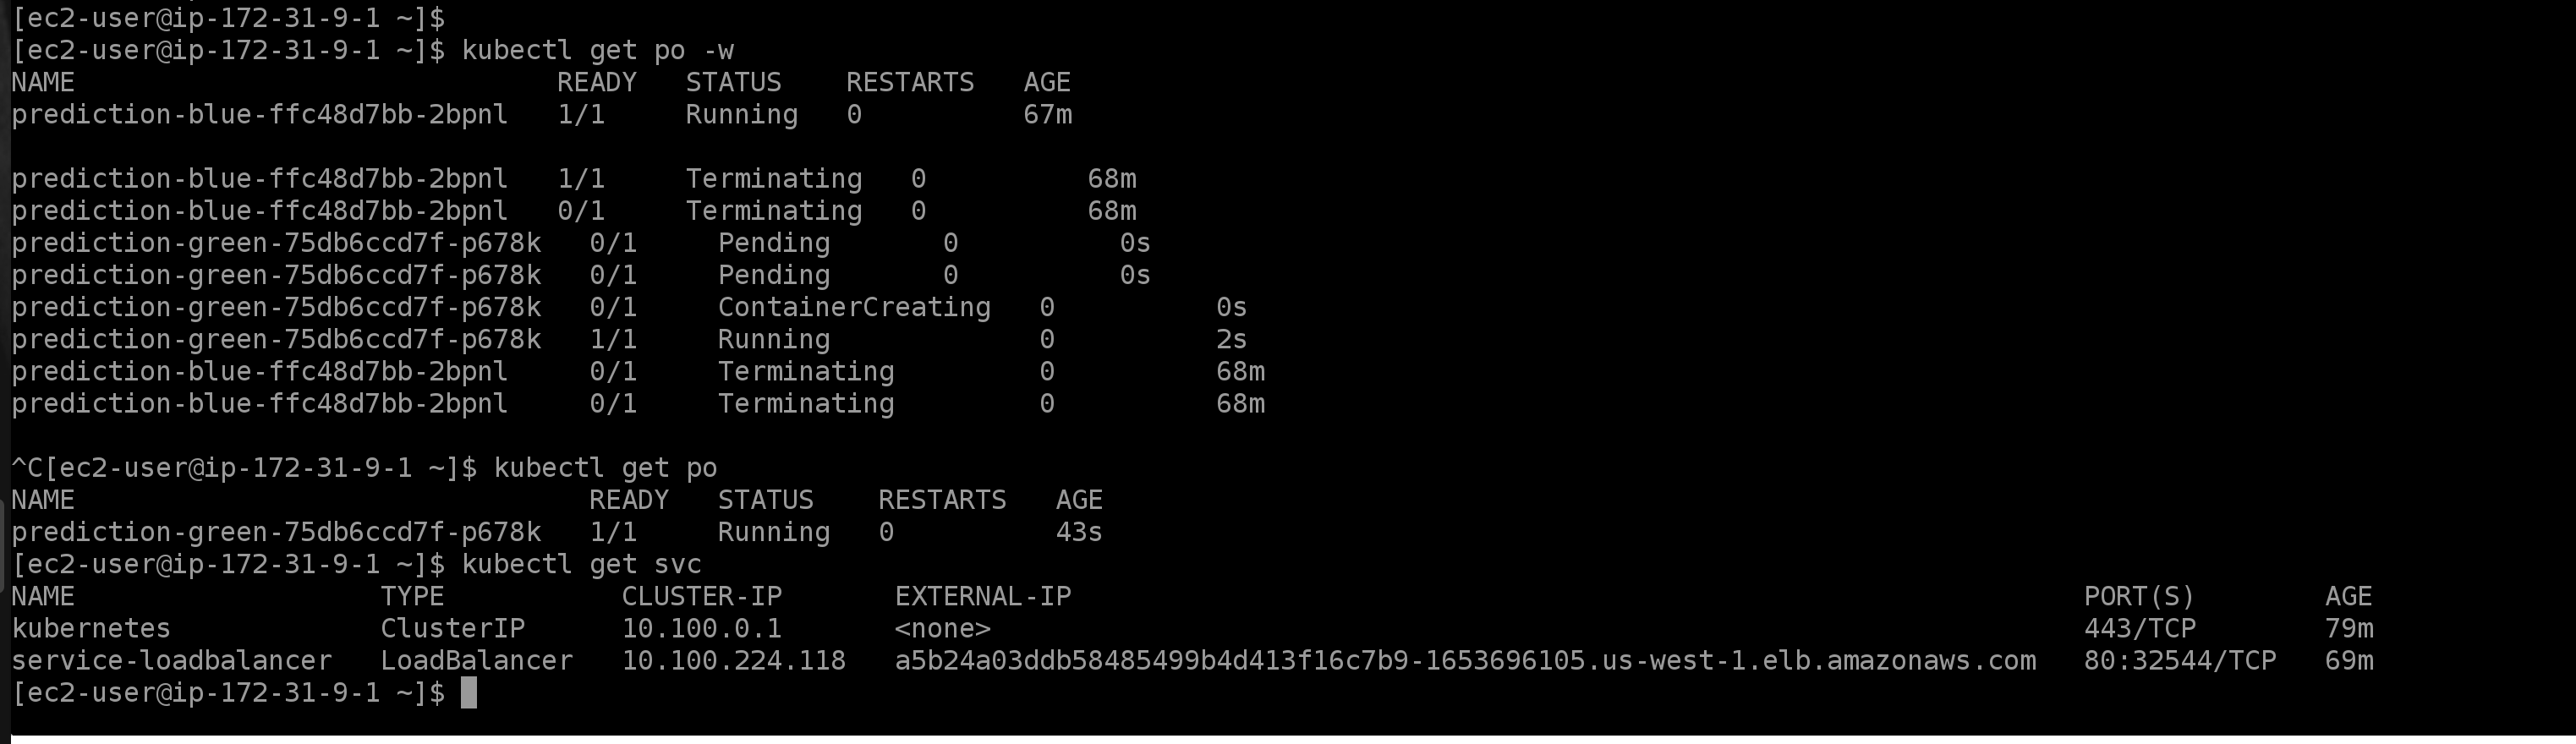 [ec2-user@ip-172-31-9-1 ~]$
[ec2-user@ip-172-31-9-1 ~]$ kubectl get po -w
NAME                              READY   STATUS    RESTARTS   AGE
prediction-blue-ffc48d7bb-2bpnl   1/1     Running   0          67m
prediction-blue-ffc48d7bb-2bpnl   1/1     Terminating   0          68m
prediction-blue-ffc48d7bb-2bpnl   0/1     Terminating   0          68m
prediction-green-75db6ccd7f-p678k   0/1     Pending       0          0s
prediction-green-75db6ccd7f-p678k   0/1     Pending       0          0s
prediction-green-75db6ccd7f-p678k   0/1     ContainerCreating   0          0s
prediction-green-75db6ccd7f-p678k   1/1     Running             0          2s
prediction-blue-ffc48d7bb-2bpnl     0/1     Terminating         0          68m
prediction-blue-ffc48d7bb-2bpnl     0/1     Terminating         0          68m
^C[ec2-user@ip-172-31-9-1 ~]$ kubectl get po
NAME                                READY   STATUS    RESTARTS   AGE
prediction-green-75db6ccd7f-p678k   1/1     Running   0          43s
[ec2-user@ip-172-31-9-1 ~]$ kubectl get svc
NAME                   TYPE           CLUSTER-IP       EXTERNAL-IP                                                               PORT(S)        AGE
kubernetes             ClusterIP      10.100.0.1       <none>                                                                    443/TCP        79m
service-loadbalancer   LoadBalancer   10.100.224.118   a5b24a03ddb58485499b4d413f16c7b9-1653696105.us-west-1.elb.amazonaws.com   80:32544/TCP   69m
[ec2-user@ip-172-31-9-1 ~]$